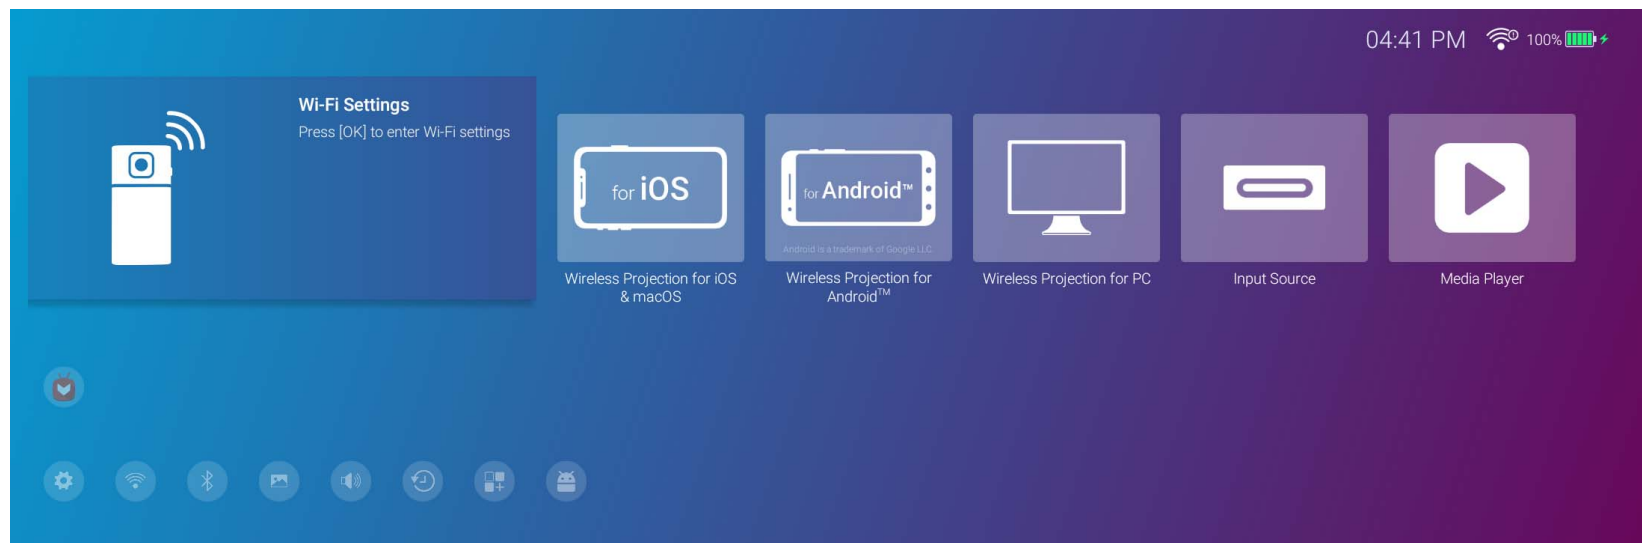 04:41 PM
100%
Wi-Fi Settings
Press [OK] to enter Wi-Fi settings
for iOS
for Android™
Android is a trademark of Google LLC.
Wireless Projection for iOS
& macOS
Wireless Projection for
Android™
Wireless Projection for PC
Input Source
Media Player